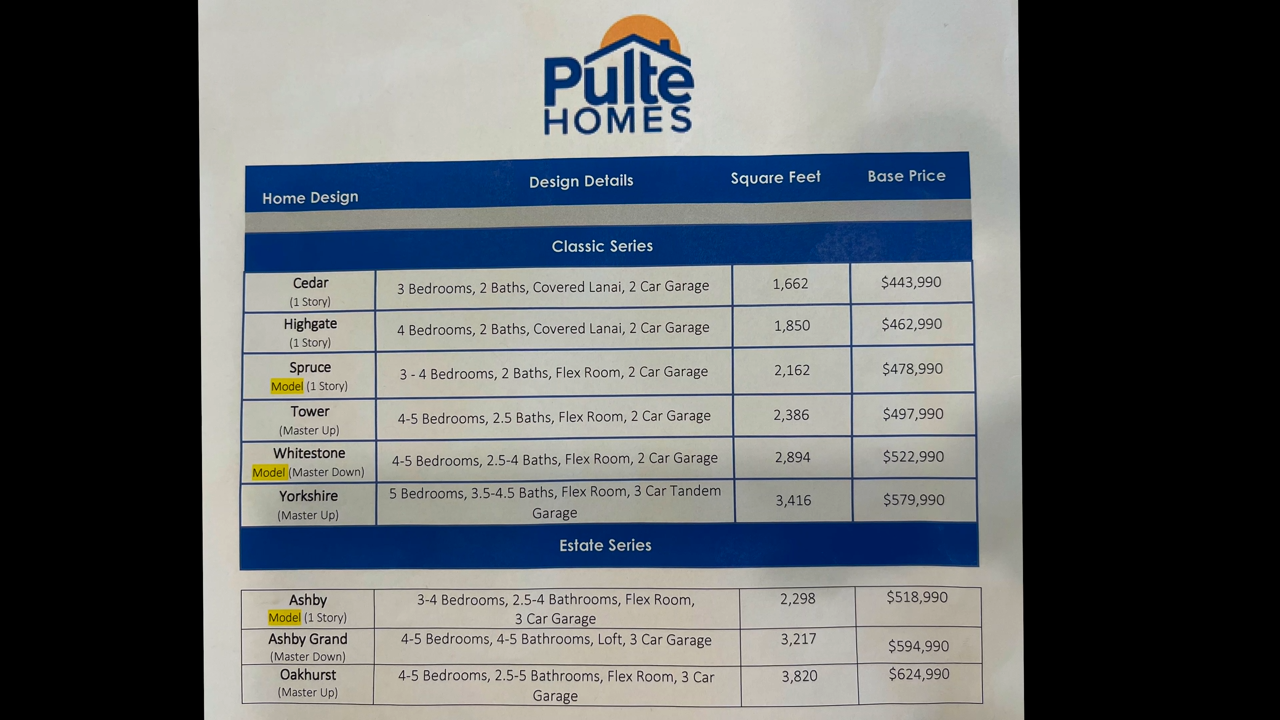 Pulte
HOMES
Home Design Design Details Square Feet Base Price
Classic Series
Cedar
(1 Story)
3 Bedrooms, 2 Baths, Covered Lanai, 2 Car Garage
1,662
$443,990
Highgate
(1 Story)
4 Bedrooms, 2 Baths, Covered Lanai, 2 Car Garage
1,850
$462,990
Spruce
Model (1 Story)
3 - 4 Bedrooms, 2 Baths, Flex Room, 2 Car Garage
2,162
$478,990
Tower
(Master Up)
4-5 Bedrooms, 2.5 Baths, Flex Room, 2 Car Garage
2,386
$497,990
Whitestone
Model (Master Down)
4-5 Bedrooms, 2.5-4 Baths, Flex Room, 2 Car Garage
2,894
$522,990
Yorkshire
(Master Up)
5 Bedrooms, 3.5-4.5 Baths, Flex Room, 3 Car Tandem
Garage
3,416
$579,990
Estate Series
Ashby
Model (1 Story)
3-4 Bedrooms, 2.5-4 Bathrooms, Flex Room,
3 Car Garage
2,298
$518,990
Ashby Grand
(Master Down)
4-5 Bedrooms, 4-5 Bathrooms, Loft, 3 Car Garage
3,217
$594,990
Oakhurst
(Master Up)
4-5 Bedrooms, 2.5-5 Bathrooms, Flex Room, 3 Car
Garage
3,820
$624,990